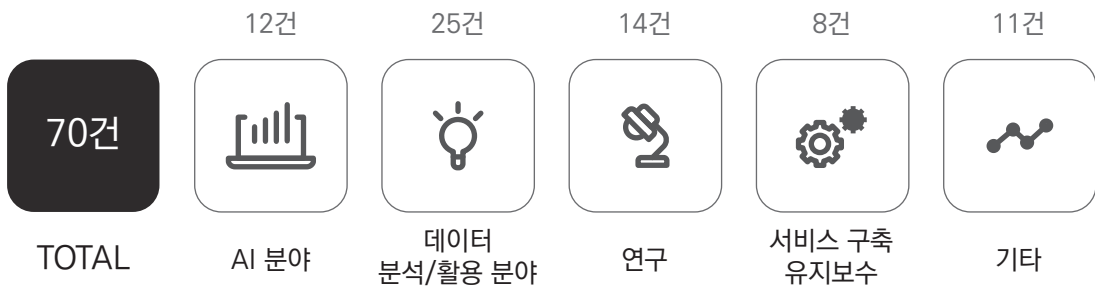 12건
25건
14건
8건
11건
70건
TOTAL
AI 분야
데이터
분석/활용 분야
연구
서비스 구축
유지보수
기타